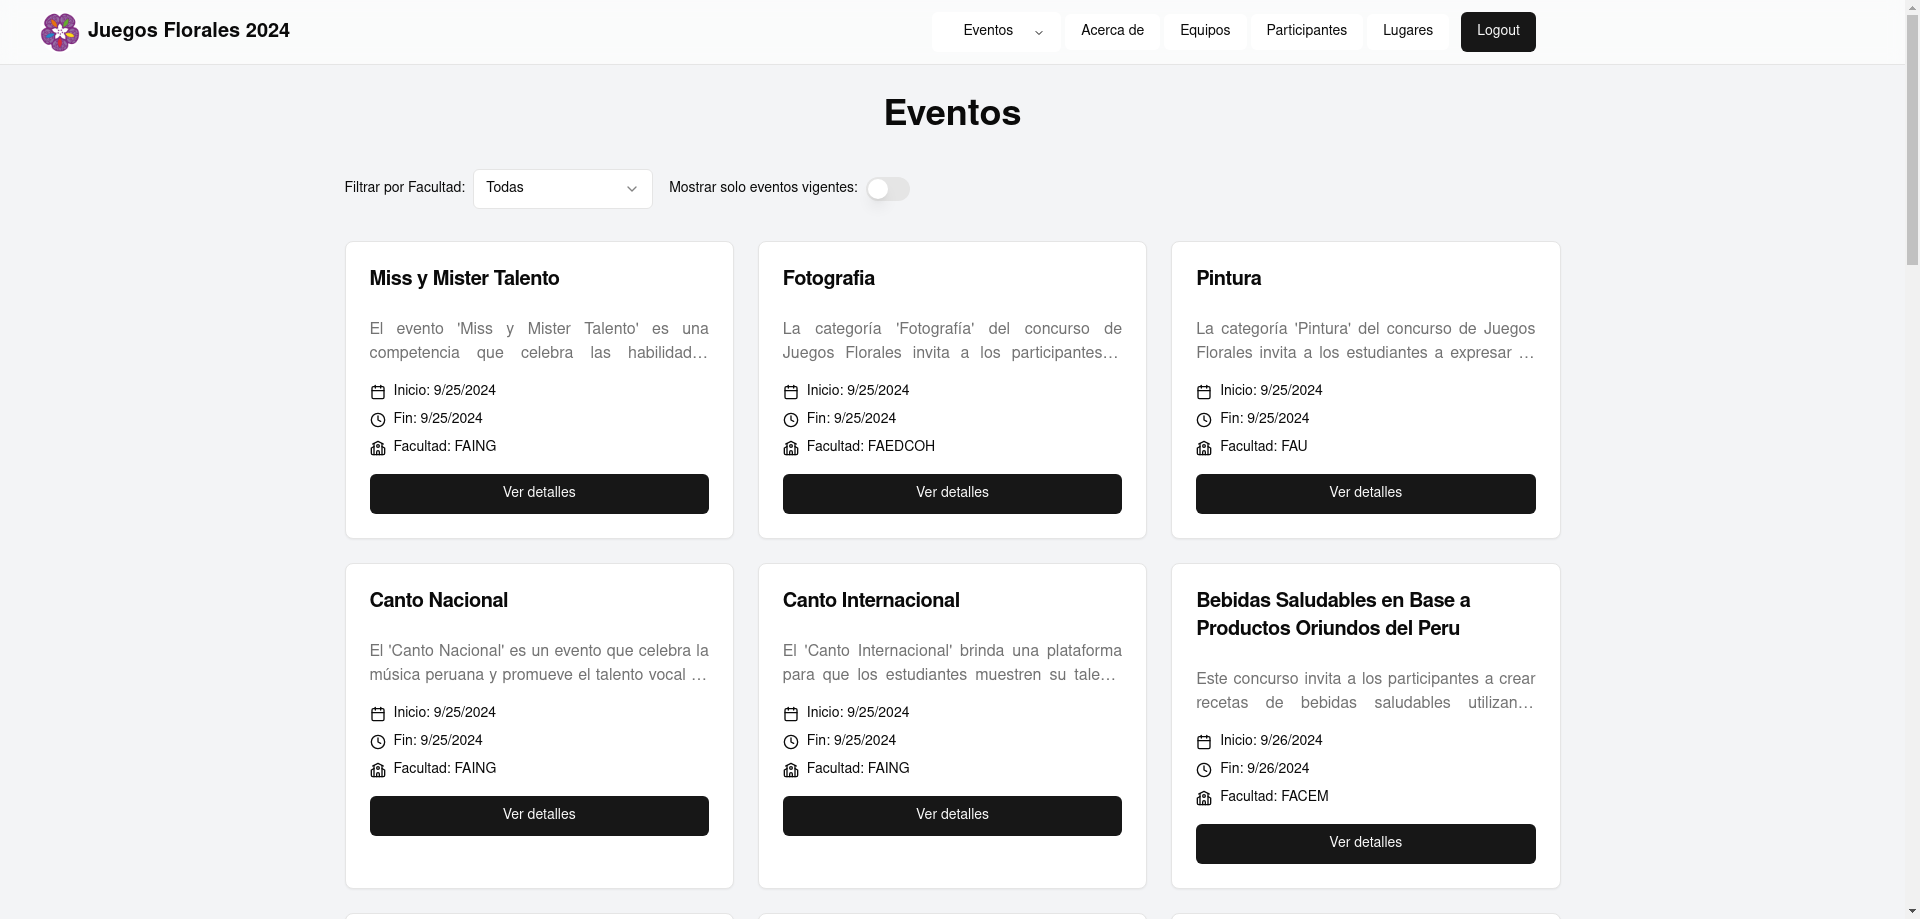 Juegos Florales 2024
Eventos
Acerca de
Equipos
Participantes
Lugares
Logout
Eventos
Filtrar por Facultad:
Todas
Mostrar solo eventos vigentes:
Miss y Mister Talento
El evento 'Miss y Mister Talento' es una
competencia que celebra las habilidad…
Inicio: 9/25/2024
Fin: 9/25/2024
Facultad: FAING
Ver detalles
Fotografia
La categoría 'Fotografía' del concurso de
Juegos Florales invita a los participantes…
Inicio: 9/25/2024
Fin: 9/25/2024
Facultad: FAEDCOH
Ver detalles
Pintura
La categoría 'Pintura' del concurso de Juegos
Florales invita a los estudiantes a expresar …
Inicio: 9/25/2024
Fin: 9/25/2024
Facultad: FAU
Ver detalles
Canto Nacional
El 'Canto Nacional' es un evento que celebra la
música peruana y promueve el talento vocal …
Inicio: 9/25/2024
Fin: 9/25/2024
Facultad: FAING
Ver detalles
Canto Internacional
El 'Canto Internacional' brinda una plataforma
para que los estudiantes muestren su tale…
Inicio: 9/25/2024
Fin: 9/25/2024
Facultad: FAING
Ver detalles
Bebidas Saludables en Base a
Productos Oriundos del Peru
Este concurso invita a los participantes a crear
recetas de bebidas saludables utilizan…
Inicio: 9/26/2024
Fin: 9/26/2024
Facultad: FACEM
Ver detalles